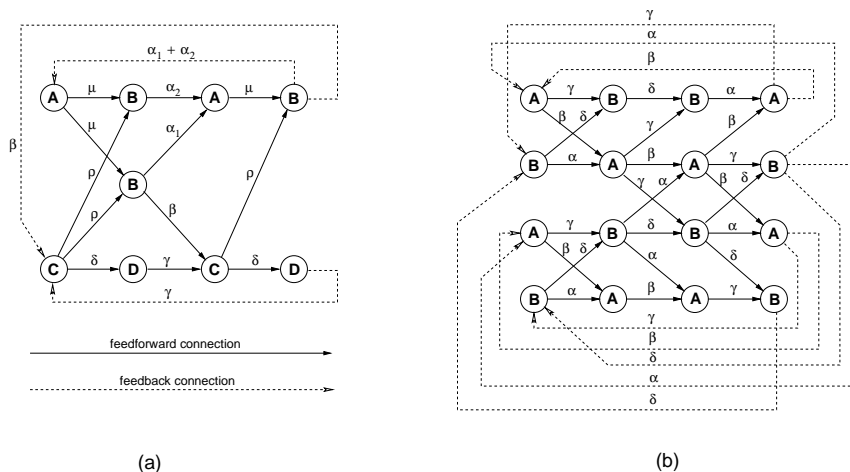 α₁ + α₂
A μ B α₂ A μ B
μ α₁
β
ρ B ρ
ρ β
C δ D γ C δ D
γ
feedforward connection
feedback connection
(a)
γ
α
β
A γ B δ B α A
β δ γ β
B α A β A γ B
γ α β δ
A γ B δ B α A
β δ α δ
B α A β A γ B
γ
β
δ
α
δ
(b)